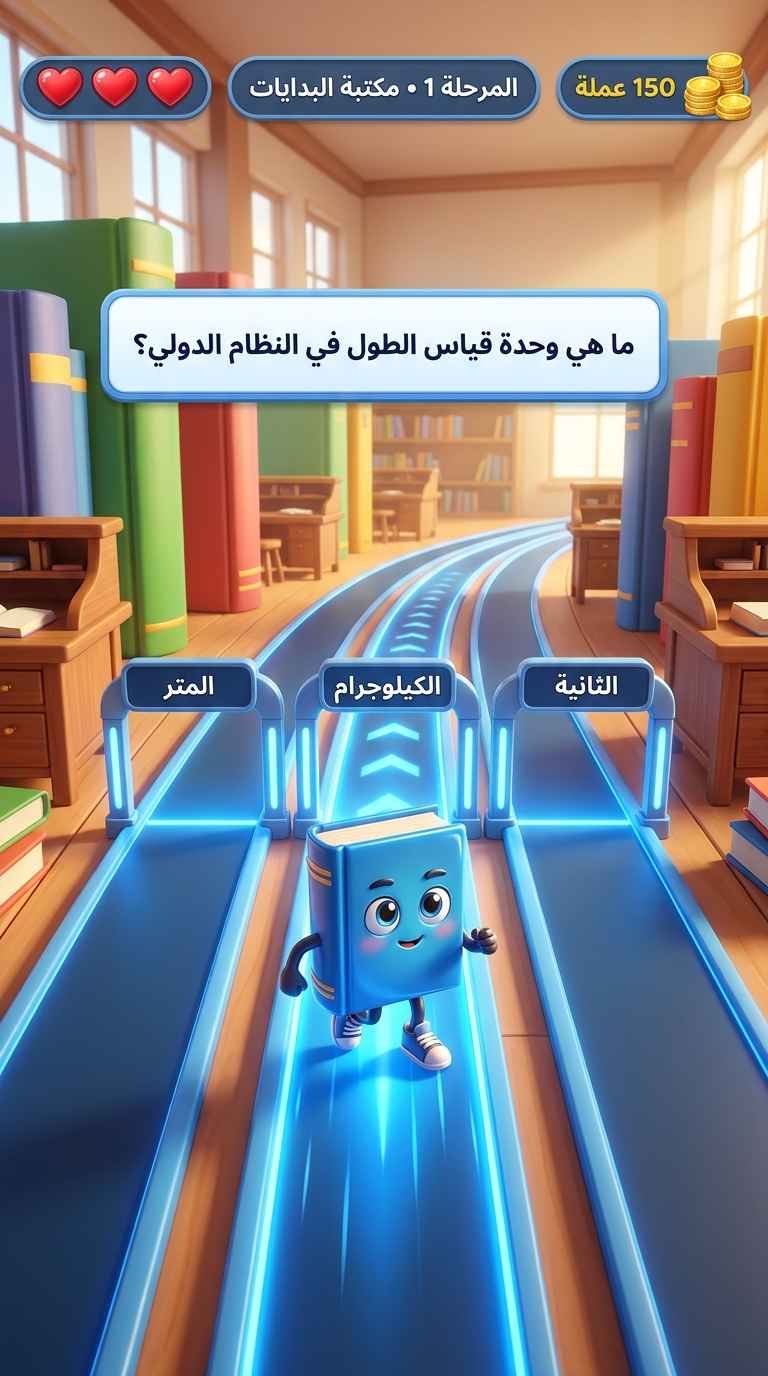 150 عملة
المرحلة 1 • مكتبة البدايات
ما هي وحدة قياس الطول في النظام الدولي؟
الثانية
الكيلوجرام
المتر